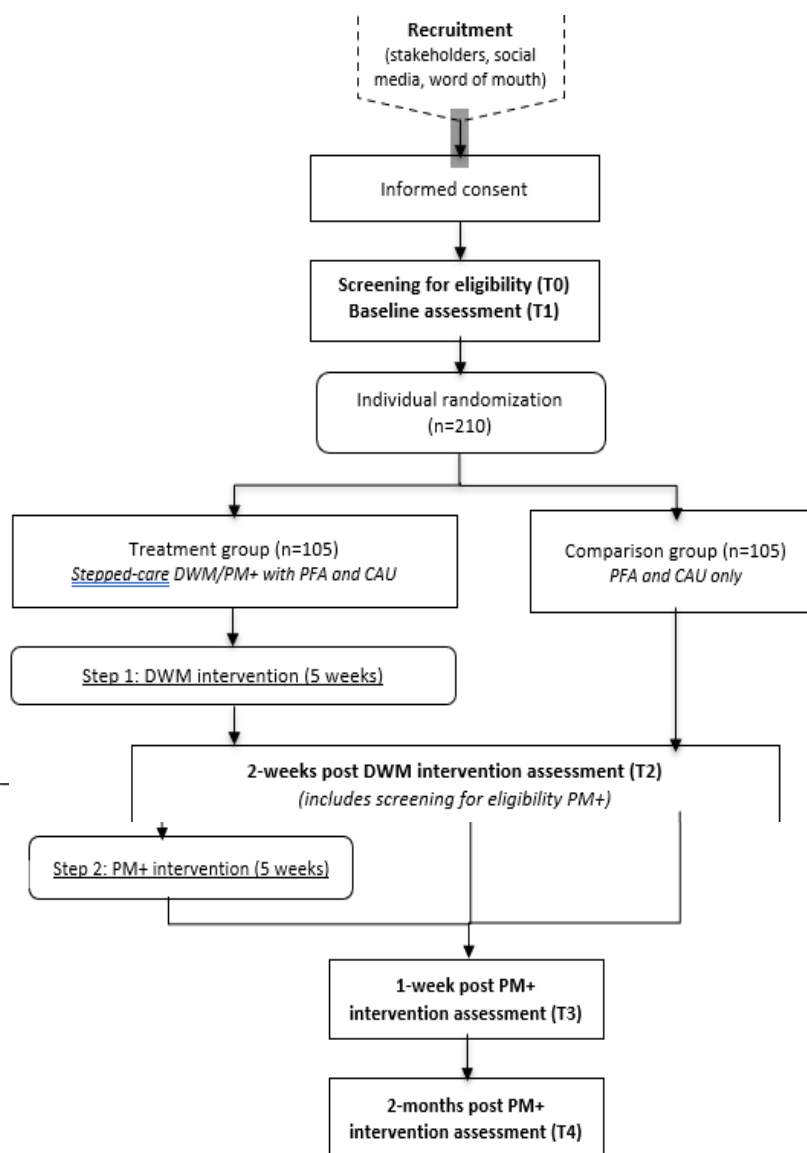 Recruitment
(stakeholders, social
media, word of mouth)
Informed consent
Screening for eligibility (T0)
Baseline assessment (T1)
Individual randomization
(n=210)
Treatment group (n=105)
Stepped-care DWM/PM+ with PFA and CAU
Comparison group (n=105)
PFA and CAU only
Step 1: DWM intervention (5 weeks)
2-weeks post DWM intervention assessment (T2)
(includes screening for eligibility PM+)
Step 2: PM+ intervention (5 weeks)
1-week post PM+
intervention assessment (T3)
2-months post PM+
intervention assessment (T4)